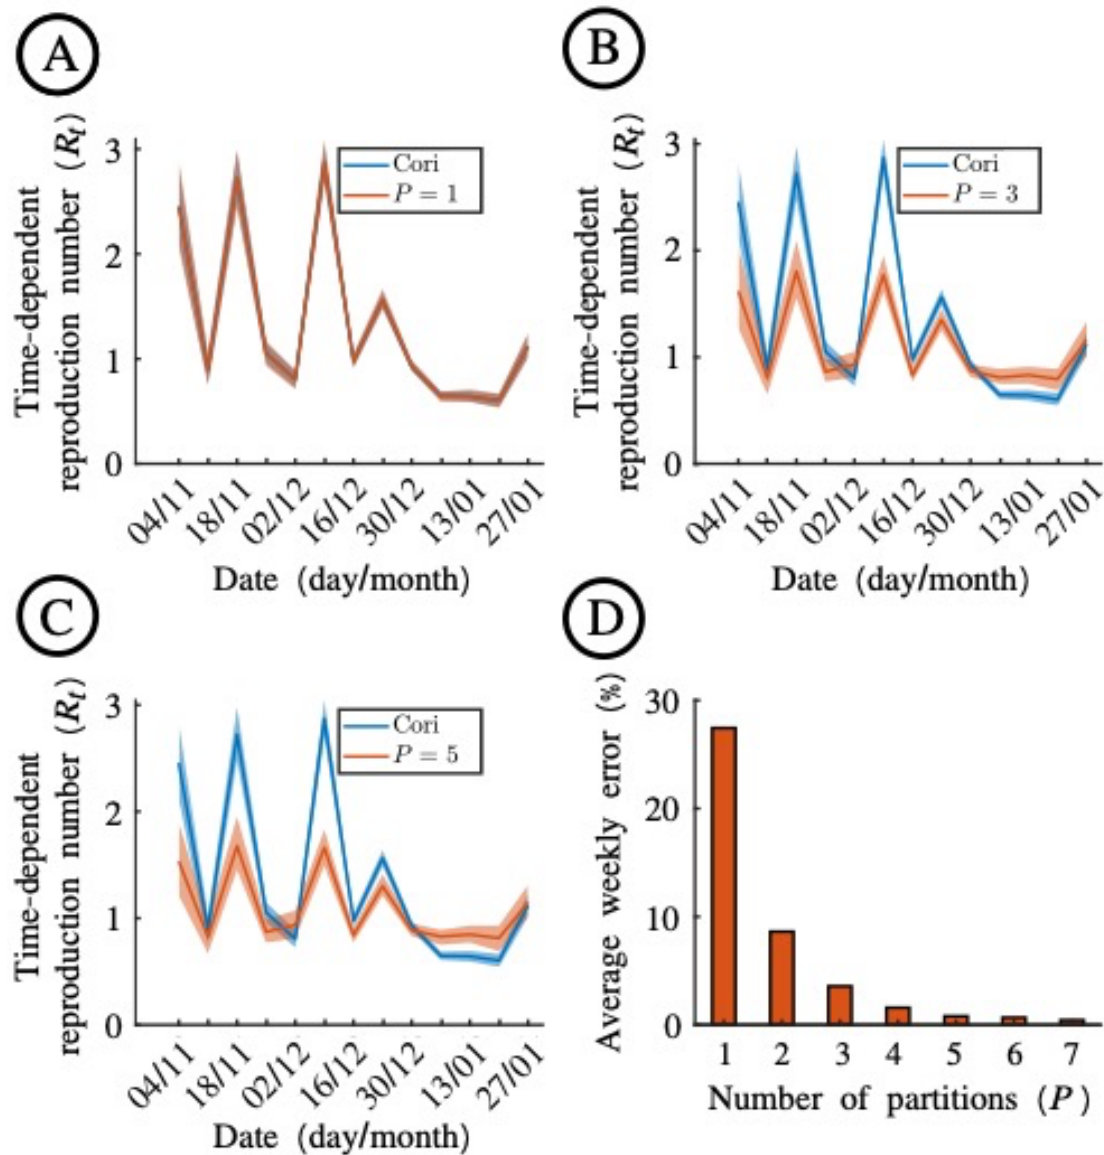 A
Time-dependent
reproduction number (Rt)
3
2
1
0
Cori
P = 1
04/11
18/11
02/12
16/12
30/12
13/01
27/01
Date (day/month)
B
Time-dependent
reproduction number (Rt)
3
2
1
0
Cori
P = 3
04/11
18/11
02/12
16/12
30/12
13/01
27/01
Date (day/month)
C
Time-dependent
reproduction number (Rt)
3
2
1
0
Cori
P = 5
04/11
18/11
02/12
16/12
30/12
13/01
27/01
Date (day/month)
D
Average weekly error (%)
30
20
10
0
1 2 3 4 5 6 7
Number of partitions (P)